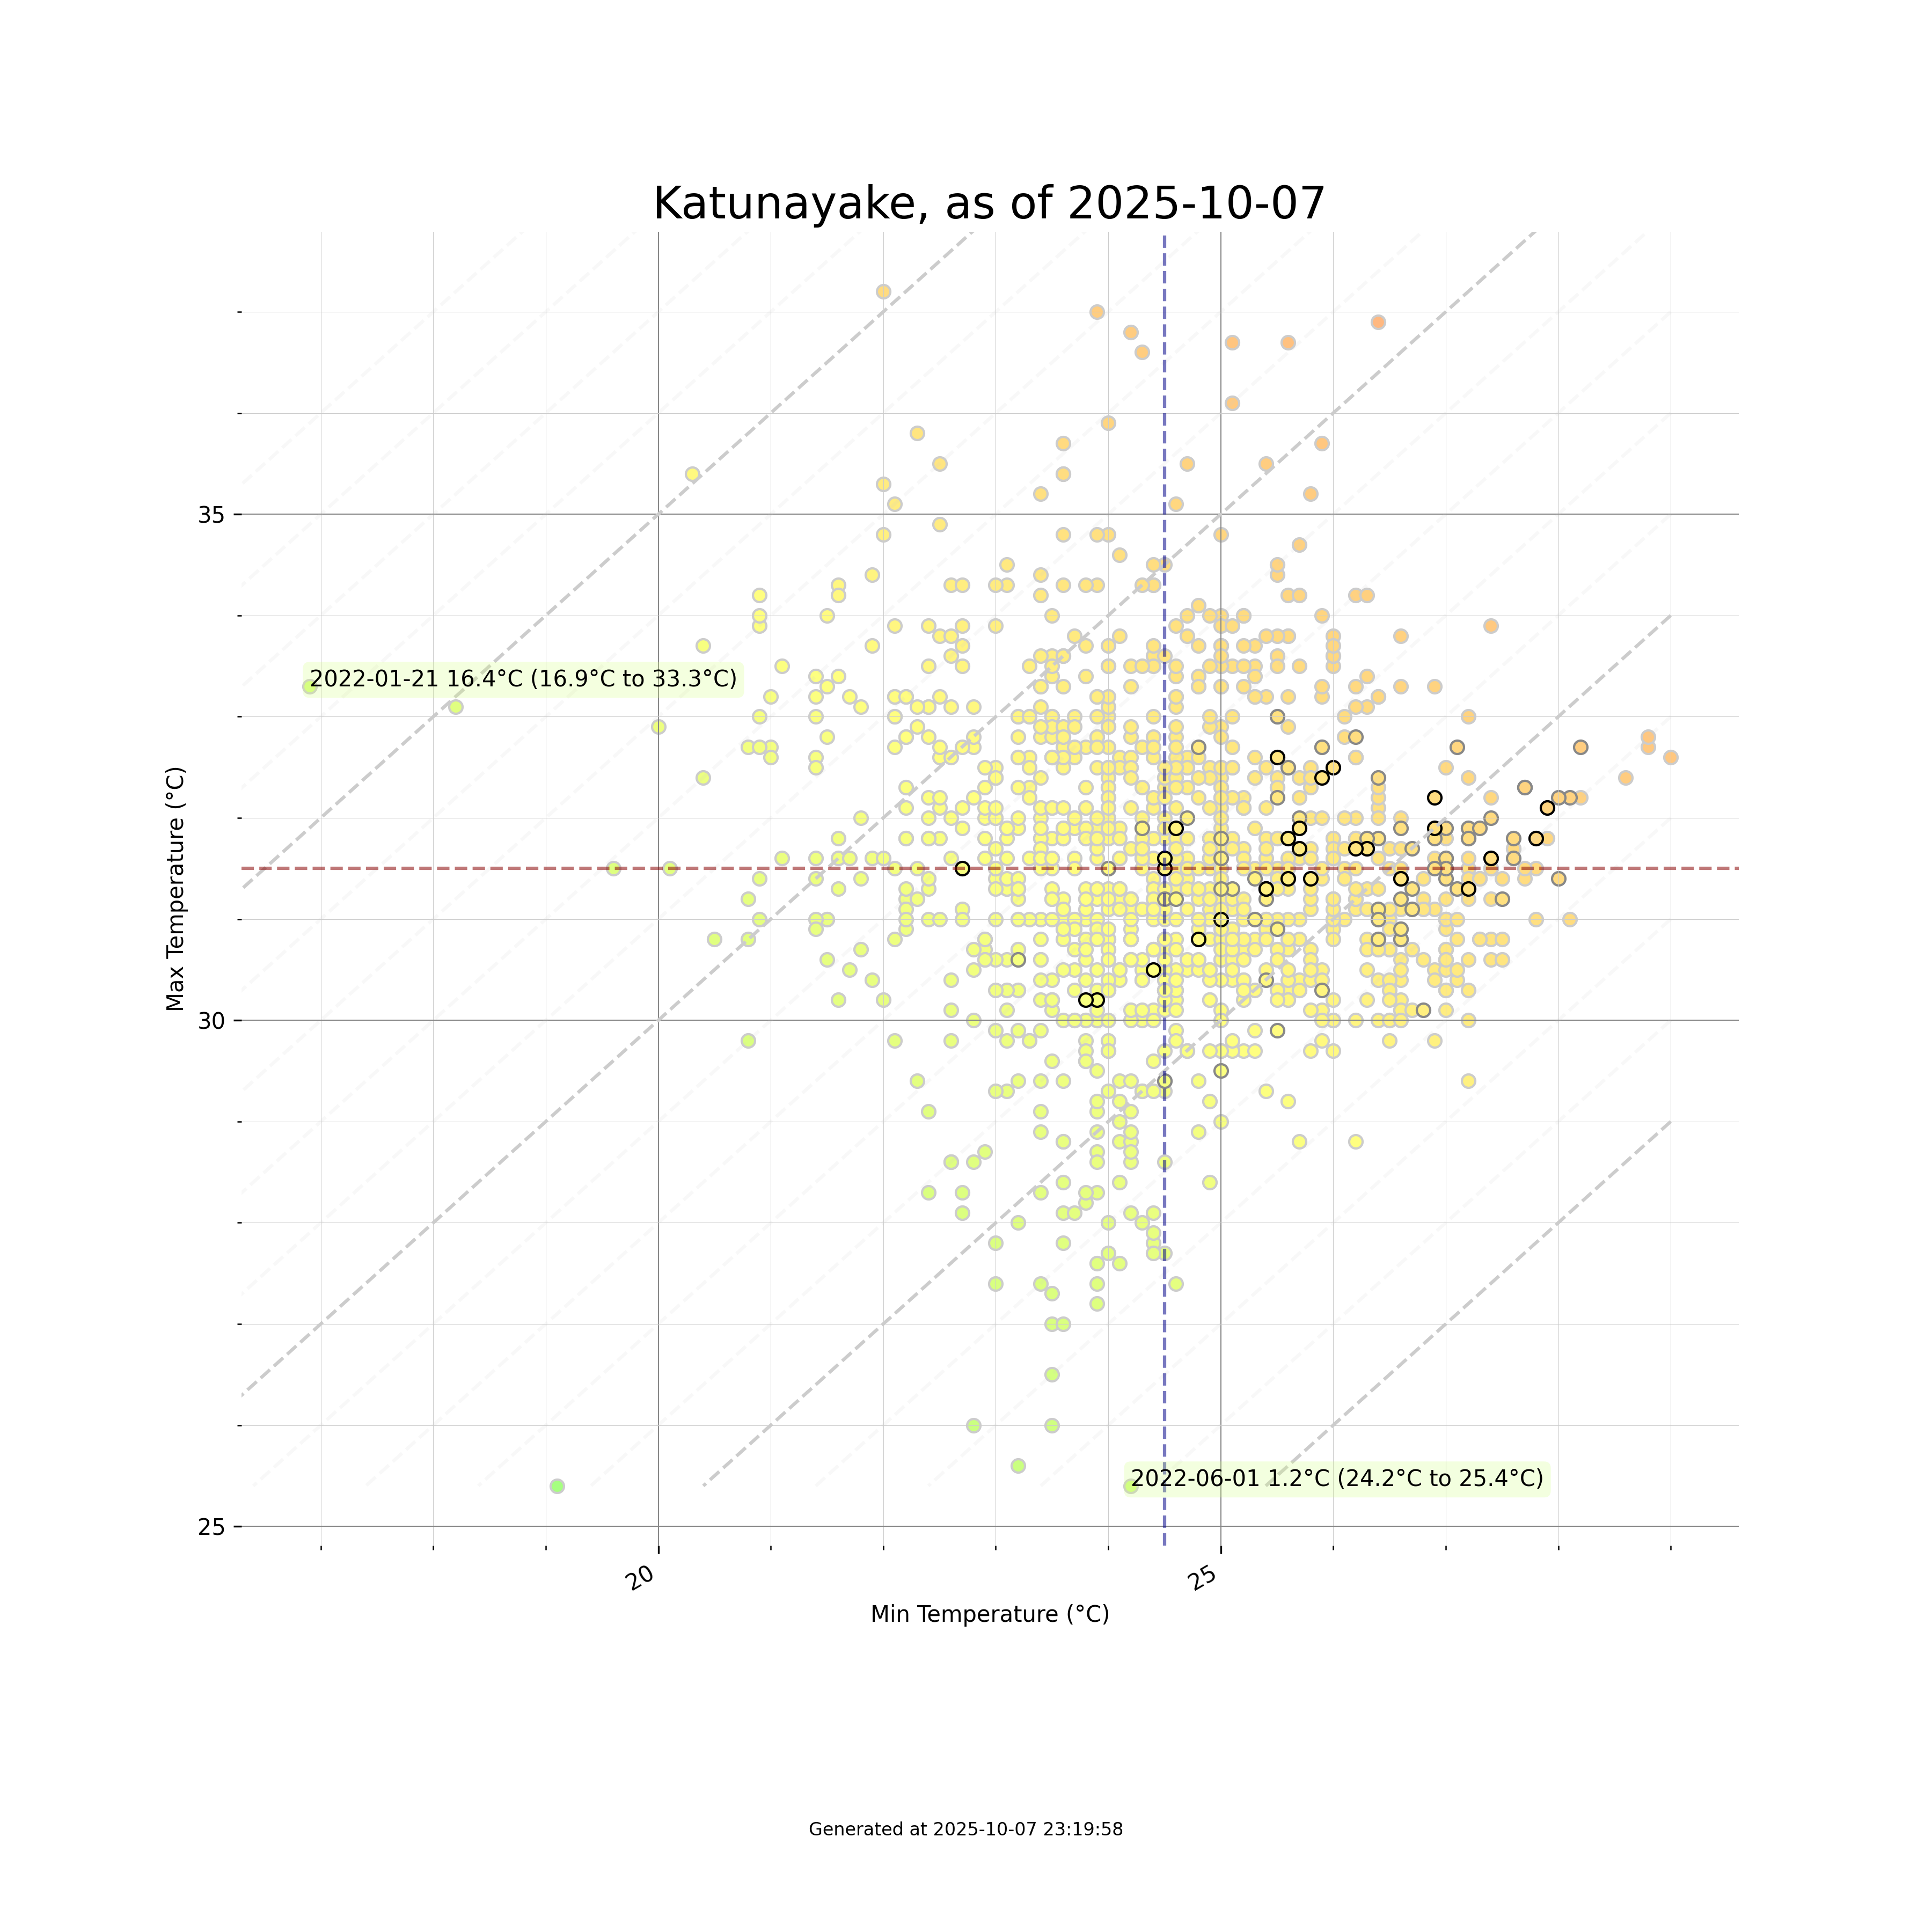 Katunayake, as of 2025-10-07
35
2022-01-21 16.4°C (16.9°C to 33.3°C)
Max Temperature (°C)
30
2022-06-01 1.2°C (24.2°C to 25.4°C)
25
20
25
Min Temperature (°C)
Generated at 2025-10-07 23:19:58